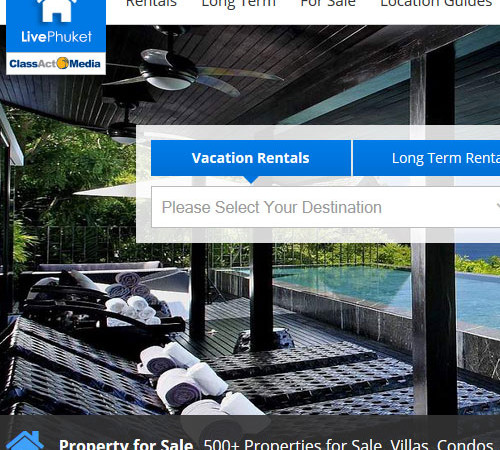 Rentals Long Term For Sale Location Guides
LivePhuket
ClassAct Media
Vacation Rentals Long Term Renta
Please Select Your Destination
Property for Sale 500+ Properties for Sale, Villas, Condos,